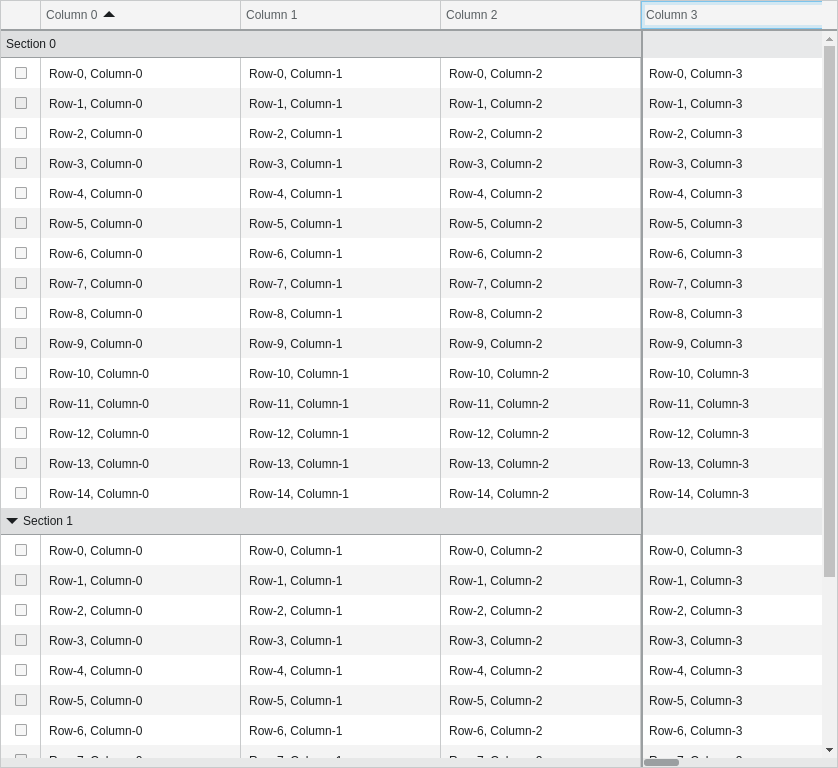 Column 0 Column 1 Column 2 Column 3
Section 0
Row-0, Column-0 Row-0, Column-1 Row-0, Column-2 Row-0, Column-3
Row-1, Column-0 Row-1, Column-1 Row-1, Column-2 Row-1, Column-3
Row-2, Column-0 Row-2, Column-1 Row-2, Column-2 Row-2, Column-3
Row-3, Column-0 Row-3, Column-1 Row-3, Column-2 Row-3, Column-3
Row-4, Column-0 Row-4, Column-1 Row-4, Column-2 Row-4, Column-3
Row-5, Column-0 Row-5, Column-1 Row-5, Column-2 Row-5, Column-3
Row-6, Column-0 Row-6, Column-1 Row-6, Column-2 Row-6, Column-3
Row-7, Column-0 Row-7, Column-1 Row-7, Column-2 Row-7, Column-3
Row-8, Column-0 Row-8, Column-1 Row-8, Column-2 Row-8, Column-3
Row-9, Column-0 Row-9, Column-1 Row-9, Column-2 Row-9, Column-3
Row-10, Column-0 Row-10, Column-1 Row-10, Column-2 Row-10, Column-3
Row-11, Column-0 Row-11, Column-1 Row-11, Column-2 Row-11, Column-3
Row-12, Column-0 Row-12, Column-1 Row-12, Column-2 Row-12, Column-3
Row-13, Column-0 Row-13, Column-1 Row-13, Column-2 Row-13, Column-3
Row-14, Column-0 Row-14, Column-1 Row-14, Column-2 Row-14, Column-3
Section 1
Row-0, Column-0 Row-0, Column-1 Row-0, Column-2 Row-0, Column-3
Row-1, Column-0 Row-1, Column-1 Row-1, Column-2 Row-1, Column-3
Row-2, Column-0 Row-2, Column-1 Row-2, Column-2 Row-2, Column-3
Row-3, Column-0 Row-3, Column-1 Row-3, Column-2 Row-3, Column-3
Row-4, Column-0 Row-4, Column-1 Row-4, Column-2 Row-4, Column-3
Row-5, Column-0 Row-5, Column-1 Row-5, Column-2 Row-5, Column-3
Row-6, Column-0 Row-6, Column-1 Row-6, Column-2 Row-6, Column-3